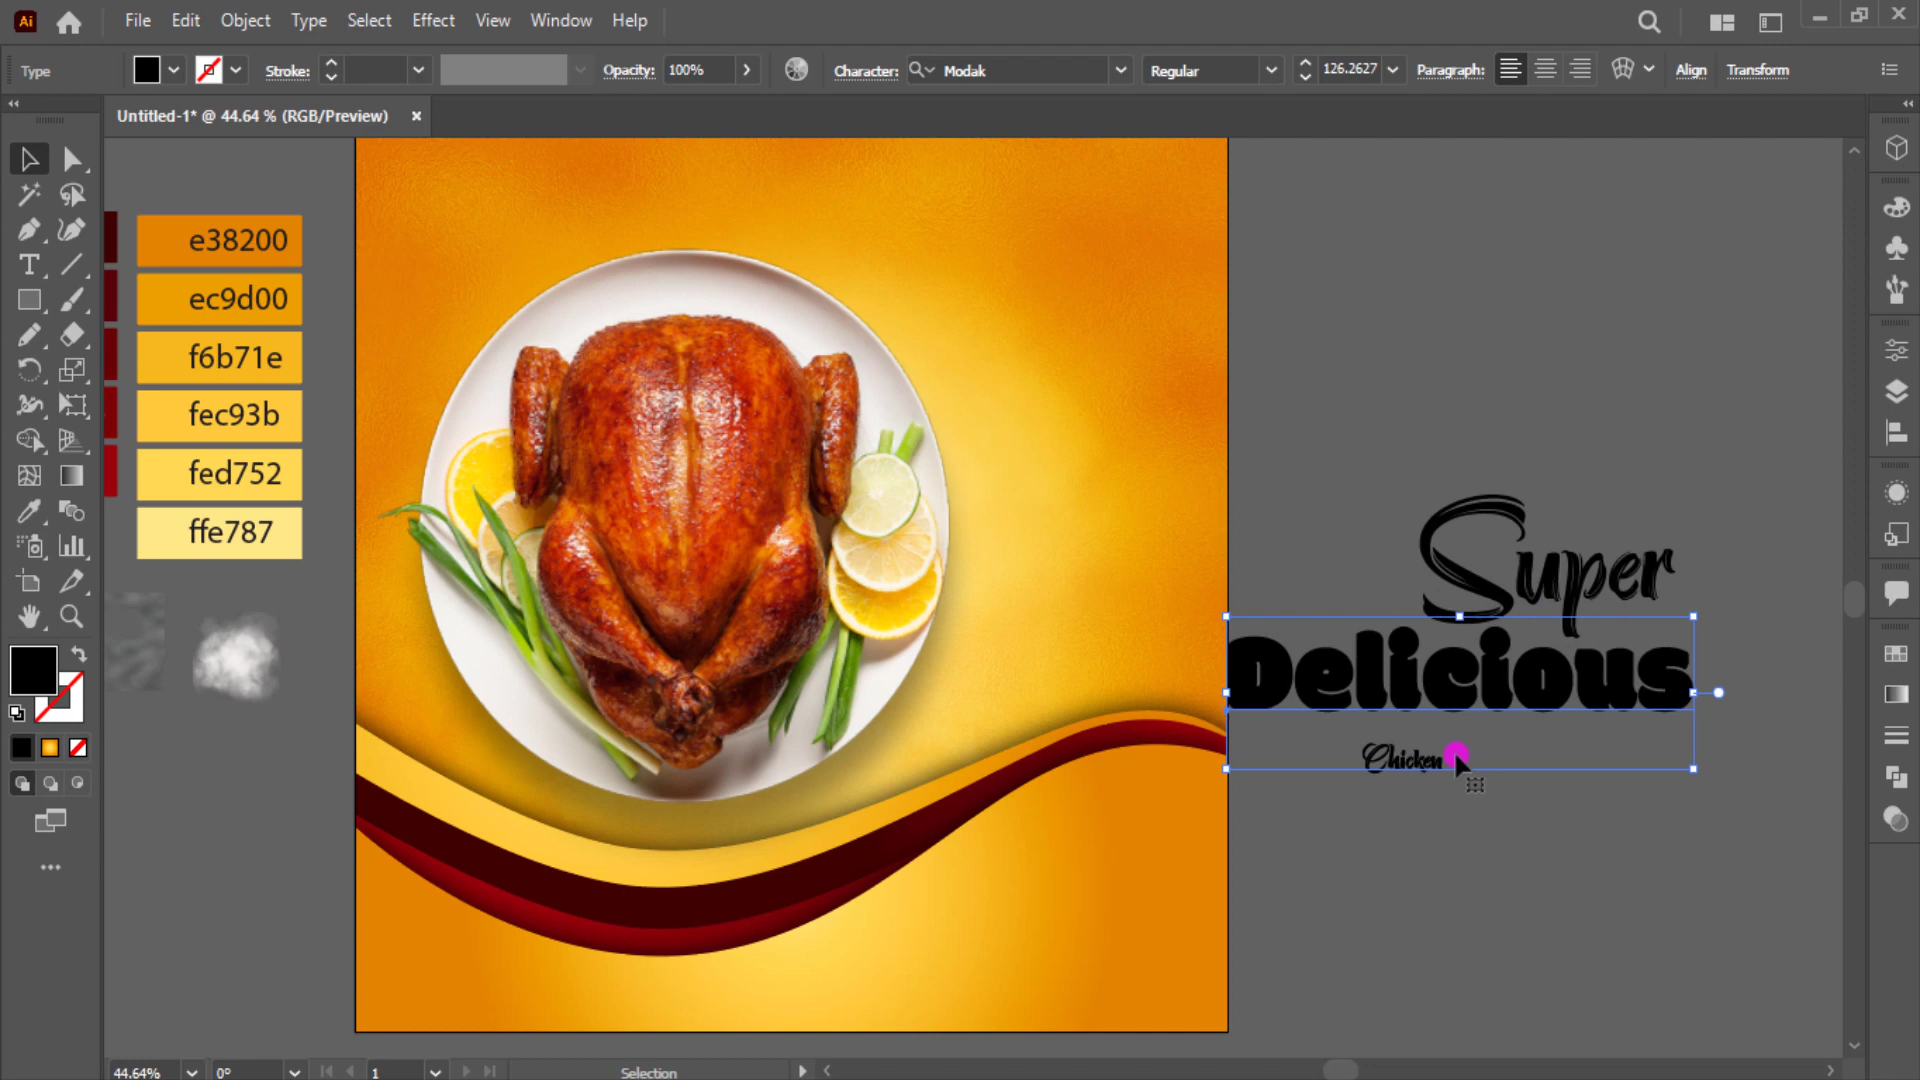 Ai File Edit Object Type Select Effect View Window Help
Type Stroke: Opacity: 100% Character: Modak Regular 126.2627 Paragraph: Align Transform
Untitled-1* @ 44.64 % (RGB/Preview) ×
e38200
ec9d00
f6b71e
fec93b
fed752
ffe787
Super
Delicious
Chicken
44.64% 0° 1 Selection